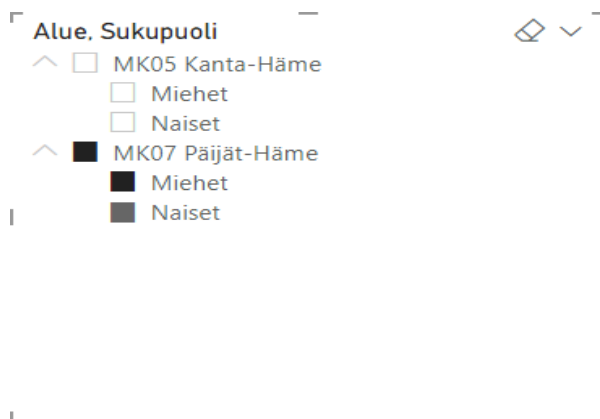 Alue, Sukupuoli
MK05 Kanta-Häme
Miehet
Naiset
MK07 Päijät-Häme
Miehet
Naiset